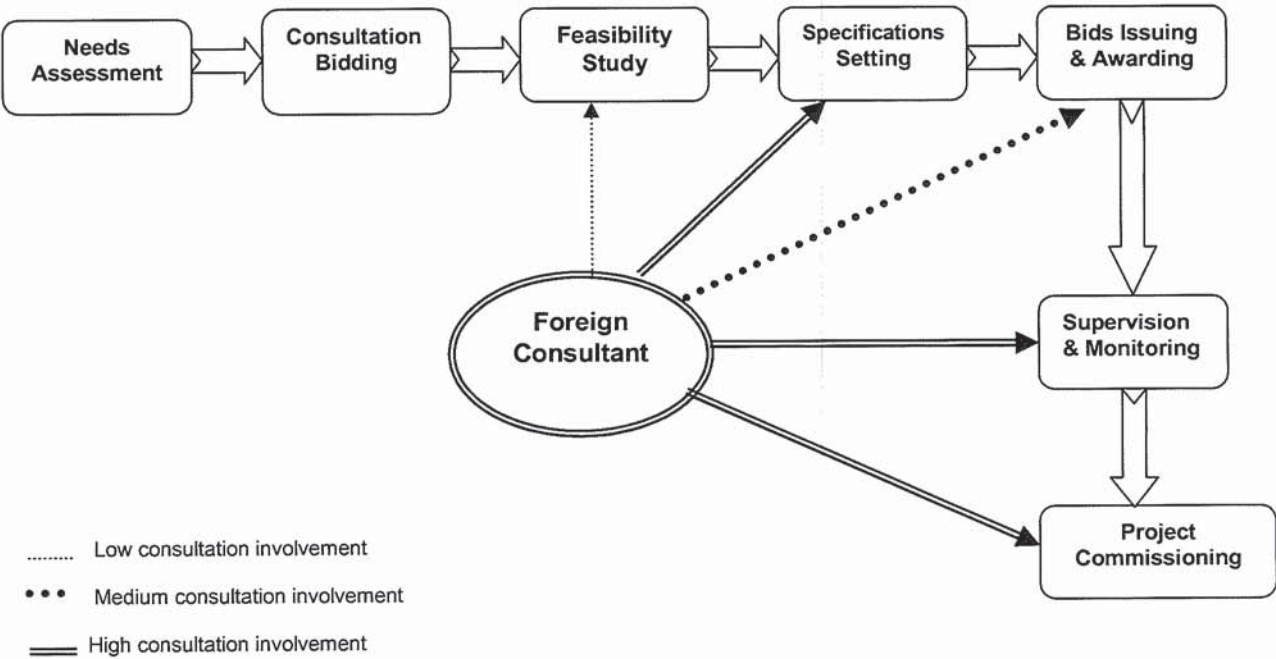 Needs
Assessment
Consultation
Bidding
Feasibility
Study
Specifications
Setting
Bids Issuing
& Awarding
Foreign
Consultant
Supervision
& Monitoring
Project
Commissioning
Low consultation involvement
Medium consultation involvement
High consultation involvement